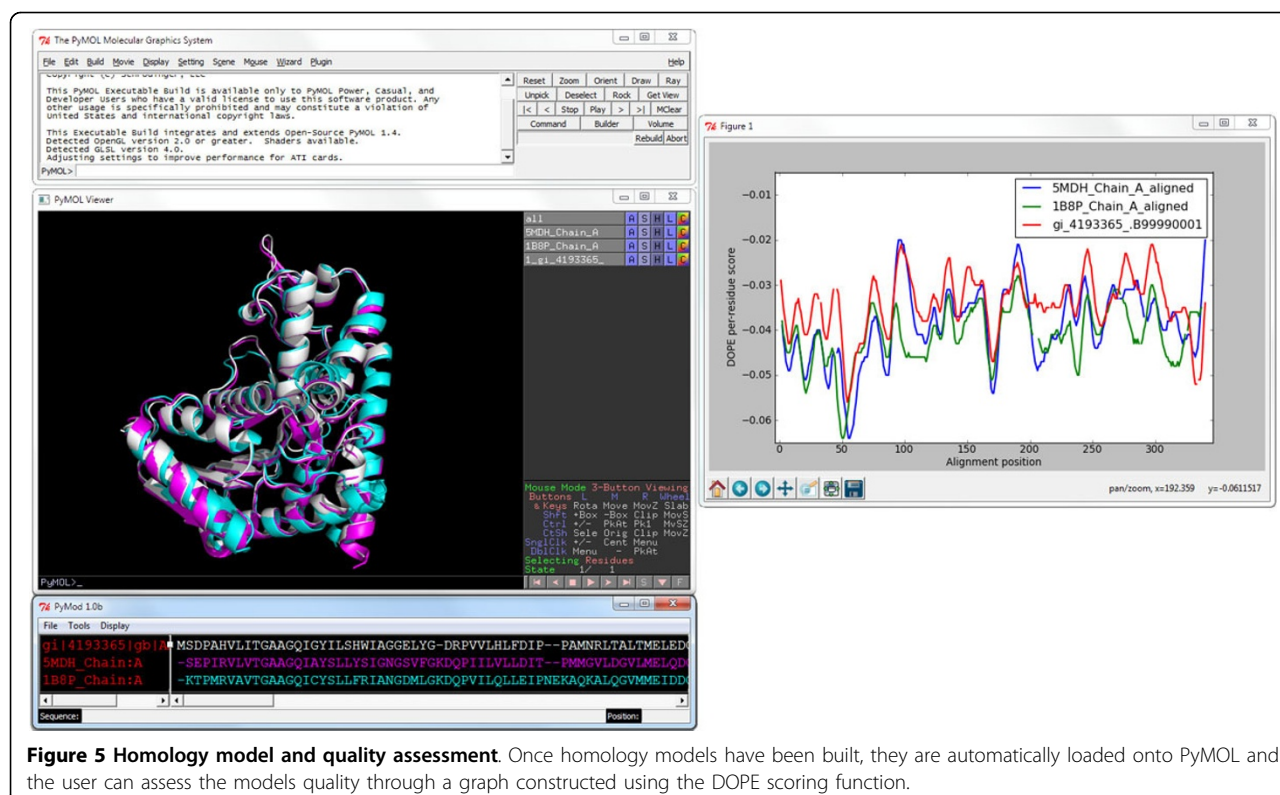 The PyMOL Molecular Graphics System
File Edit Build Movie Display Setting Scene Mouse Wizard Plugin Help
This PyMOL Executable Build is available only to PyMOL Power, Casual, and
Developer Users who have a valid license to use this software product. Any
other usage is specifically prohibited and may constitute a violation of
United States and international copyright laws.
This Executable Build integrates and extends Open-Source PyMOL 1.4.
Detected OpenGL version 2.0 or greater. Shaders available.
Detected GLSL version 4.0.
Adjusting settings to improve performance for ATI cards.
PyMOL>
Reset Zoom Orient Draw Ray
Unpick Deselect Rock Get View
|< < Stop Play > >| MClear
Command Builder Volume
Rebuild Abort
PyMOL Viewer
all A S H L C
5MDH_Chain_A A S H L C
1B8P_Chain_A A S H L C
1_gi_4193365_ A S H L C
Mouse Mode 3-Button Viewing
Buttons L M R Wheel
& Keys Rota Move MovZ Slab
Shft +Box -Box Clip MovS
Ctrl +/- PkAt Pk1 MvSZ
CtSh Sele Orig Clip MovZ
SnglClk +/- Cent Menu
DblClk Menu - PkAt
Selecting Residues
State 1/ 1
S F
PyMOL>_
PyMod 1.0b
File Tools Display
gi|4193365|gb|A MSDPAHVLITGAAGQIGYILSHWIAGGELYG-DRPVVLHLFDIP--PAMNRLTALTMELED
5MDH_Chain:A -SEPIRVLVTGAAGQIAYSLLYSIGNGSVFGKDQPIILVLLDIT--PMMGVLDGVLMELQD
1B8P_Chain:A -KTPMRVAVTGAAGQICYSLLFRIANGDMLGKDQPVILQLLEIPNEKAQKALQGVMMEIDD
Sequence: Position:
Figure 1
5MDH_Chain_A_aligned
1B8P_Chain_A_aligned
gi_4193365_.B99990001
DOPE per-residue score
−0.01
−0.02
−0.03
−0.04
−0.05
−0.06
0 50 100 150 200 250 300
Alignment position
pan/zoom, x=192.359 y=-0.0611517
Figure 5 Homology model and quality assessment. Once homology models have been built, they are automatically loaded onto PyMOL and
the user can assess the models quality through a graph constructed using the DOPE scoring function.